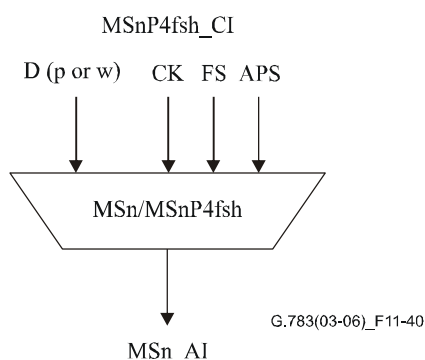 MSnP4fsh_CI
D (p or w) CK FS APS
MSn/MSnP4fsh
G.783(03-06)_F11-40
MSn_AI